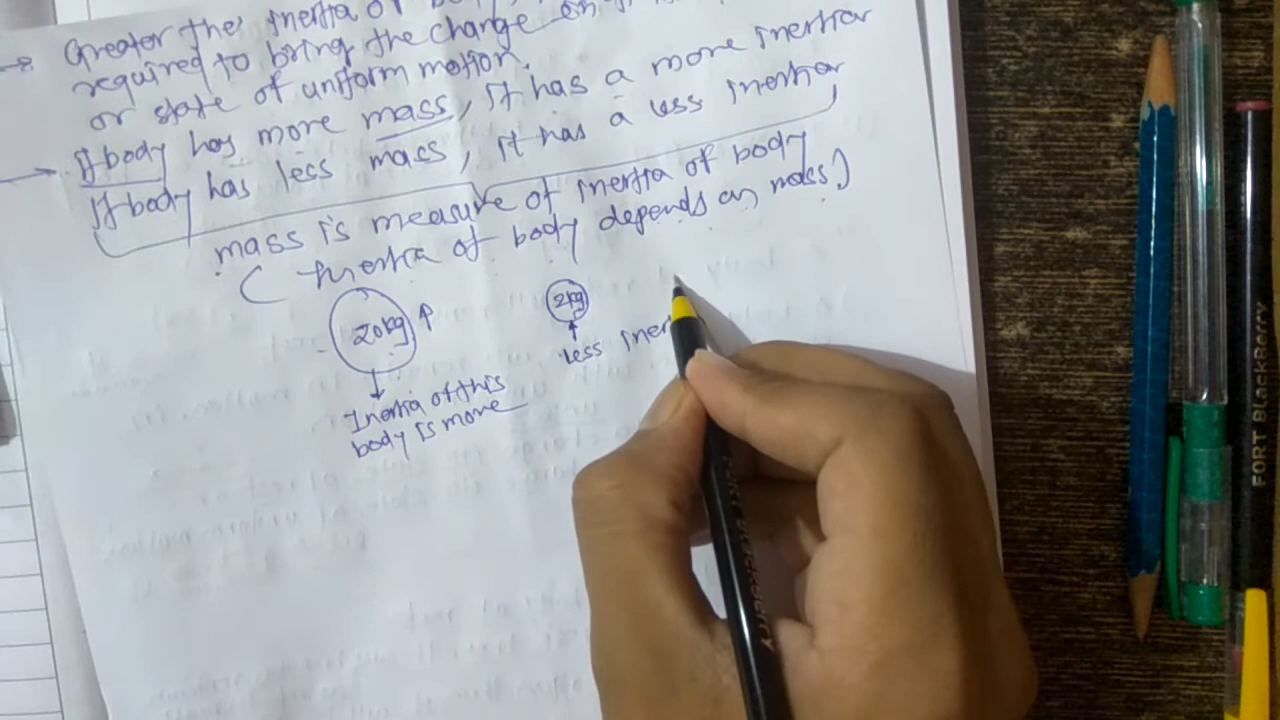 Greater the inertia of
required to bring the change
or state of uniform motion.
If body has more mass, it has a more inertia
If body has less mass, it has a less inertia
mass is measure of inertia of body
( Inertia of body depends on mass)
20kg
2kg
less iner
Inertia of this
body is more
FORT BLACKBERRY